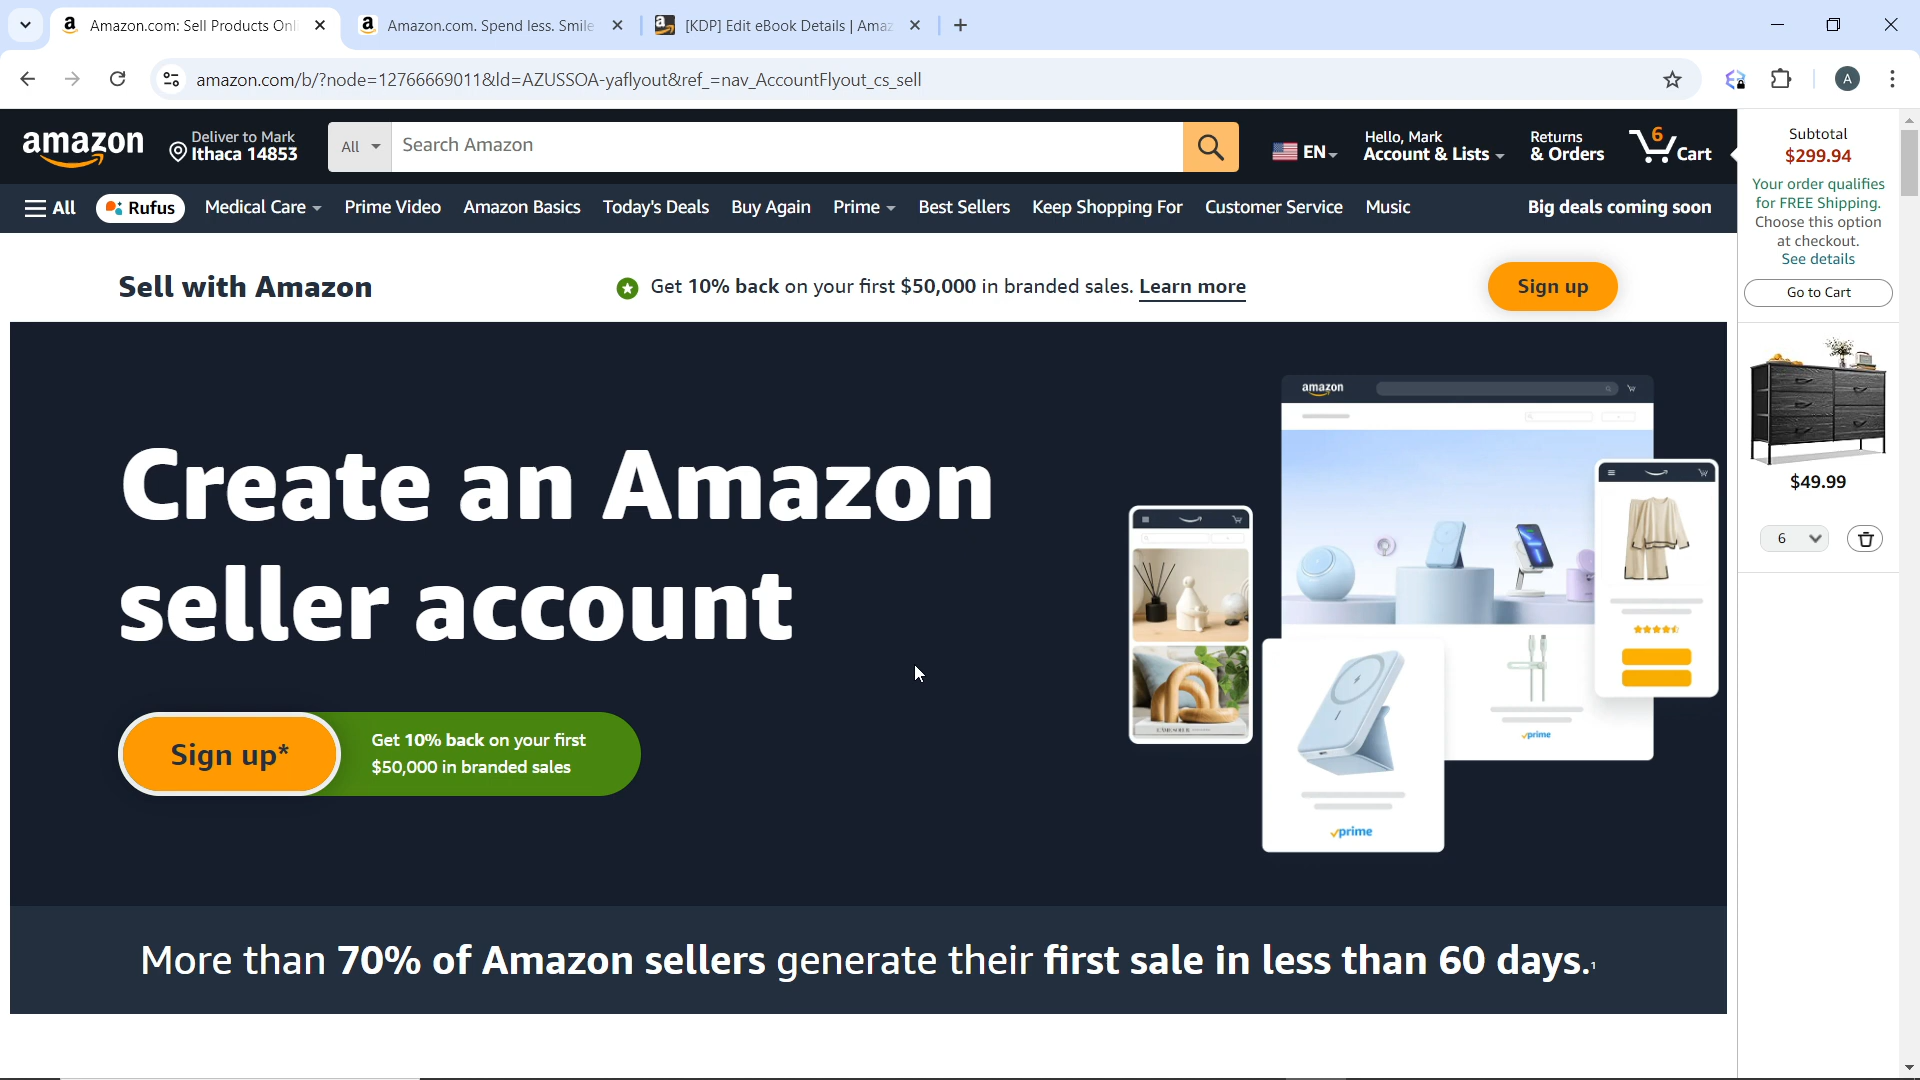 Amazon.com: Sell Products Onl
Amazon.com. Spend less. Smile
[KDP] Edit eBook Details | Amaz
amazon.com/b/?node=12766669011&ld=AZUSSOA-yaflyout&ref_=nav_AccountFlyout_cs_sell
A
amazon
Deliver to Mark
Ithaca 14853
All
Search Amazon
EN
Hello, Mark
Account & Lists
Returns
& Orders
6
Cart
All
Rufus
Medical Care
Prime Video
Amazon Basics
Today's Deals
Buy Again
Prime
Best Sellers
Keep Shopping For
Customer Service
Music
Big deals coming soon
Subtotal
$299.94
Your order qualifies
for FREE Shipping.
Choose this option
at checkout.
See details
Go to Cart
$49.99
6
Sell with Amazon
Get 10% back on your first $50,000 in branded sales. Learn more
Sign up
Create an Amazon
seller account
Sign up*
Get 10% back on your first
$50,000 in branded sales
amazon
prime
prime
More than 70% of Amazon sellers generate their first sale in less than 60 days.1